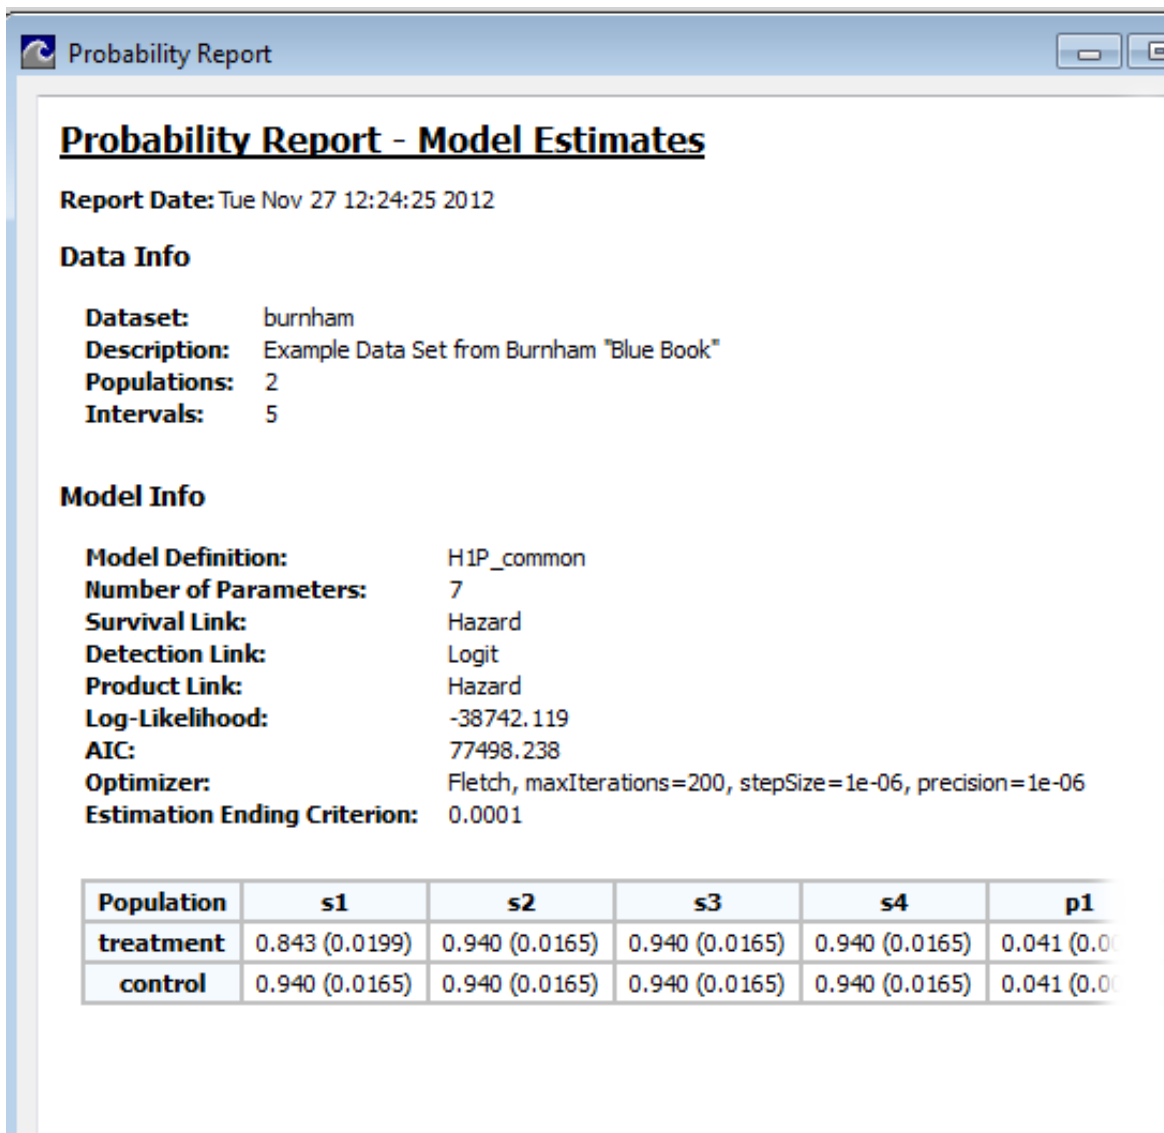 Probability Report
Probability Report - Model Estimates
Report Date: Tue Nov 27 12:24:25 2012
Data Info
Dataset: burnham
Description: Example Data Set from Burnham "Blue Book"
Populations: 2
Intervals: 5
Model Info
Model Definition: H1P_common
Number of Parameters: 7
Survival Link: Hazard
Detection Link: Logit
Product Link: Hazard
Log-Likelihood: -38742.119
AIC: 77498.238
Optimizer: Fletch, maxIterations=200, stepSize=1e-06, precision=1e-06
Estimation Ending Criterion: 0.0001
Population s1 s2 s3 s4 p1
treatment 0.843 (0.0199) 0.940 (0.0165) 0.940 (0.0165) 0.940 (0.0165) 0.041
control 0.940 (0.0165) 0.940 (0.0165) 0.940 (0.0165) 0.940 (0.0165) 0.041